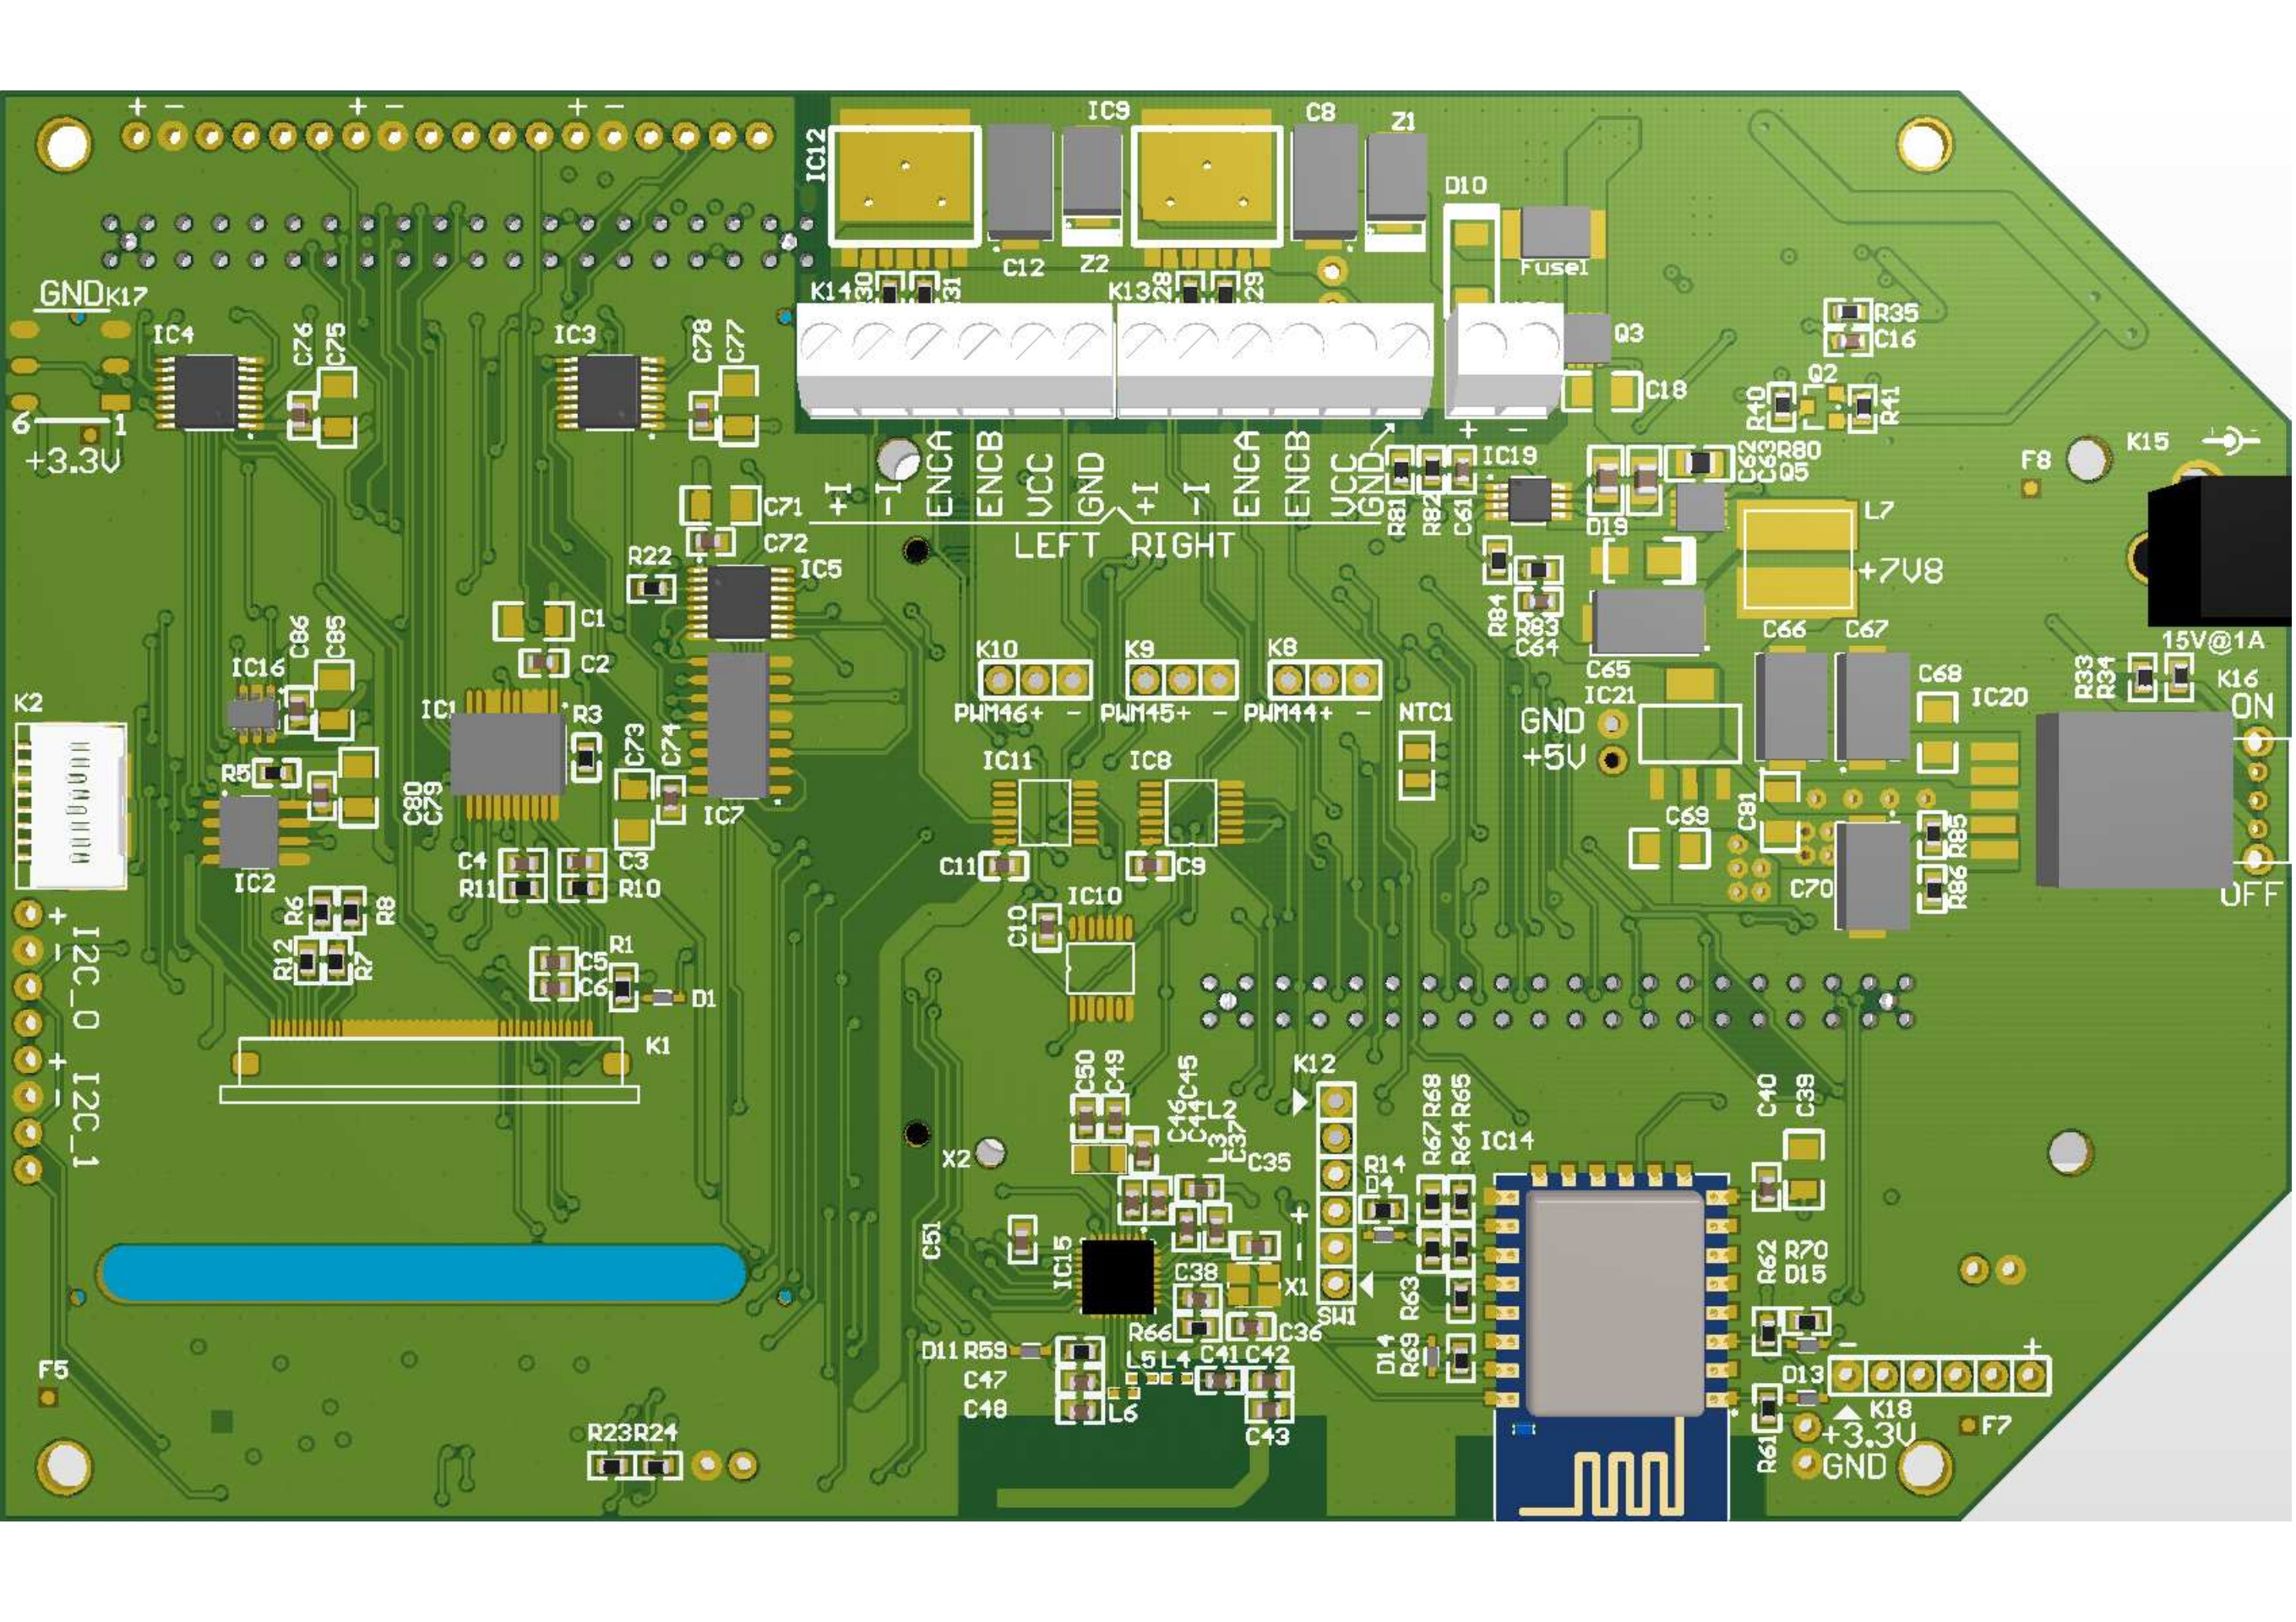 + - + - + -
IC12
IC9
C8
Z1
D10
C12
Z2
Fuse1
GND K17
K14 30 31
K13 28 29
R35
C16
IC4
C76
C75
IC3
C78
C77
Q3
Q2
R40
R41
C18
6 1
+3.3V
+ -
K15
F8
+I
-I
ENCA
ENCB
VCC
GND
+I
-I
ENCA
ENCB
VCC
GND
LEFT RIGHT
R81
R82
C61
IC19
C62
C63
R80
Q5
D19
L7
+7V8
C71
C72
R22
IC5
R84
R83
C64
15V@1A
C1
C2
C86
C85
IC16
K10
K9
K8
PWM46+ -
PWM45+ -
PWM44+ -
C65
C66
C67
C68
IC20
IC21
R33
R34
K16
ON
OFF
K2
IC1
R3
C73
C74
NTC1
GND
+5V
R5
C80
C79
IC7
IC11
IC8
C69
C81
R85
R86
C70
IC2
C4
R11
C3
R10
C11
C9
IC10
C10
R6
R8
R12
R7
C5
C6
R1
D1
+
-
I2C_0
+
-
I2C_1
K1
C50
C49
C45
C46
C44
L2
L3
C37
C35
K12
R68
R65
R67
R64
IC14
C40
C39
X2
R14
D4
C51
IC15
C38
X1
+
-
R63
R62
R70
D15
SW1
R66
C36
D11 R59
L5 L4 C41 C42
D14
R69
C47
C48
L6
C43
D13
- +
K18
+3.3V
GND
R61
F7
F5
R23 R24